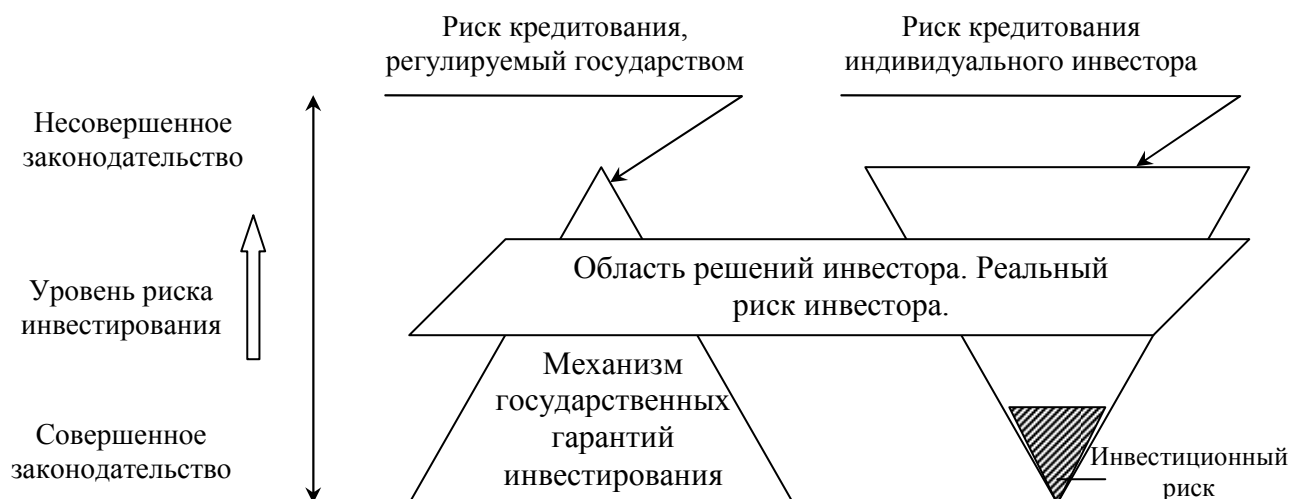 Риск кредитования,
регулируемый государством
Риск кредитования
индивидуального инвестора
Несовершенное
законодательство
Уровень риска
инвестирования
Совершенное
законодательство
Область решений инвестора. Реальный
риск инвестора.
Механизм
государственных
гарантий
инвестирования
Инвестиционный
риск